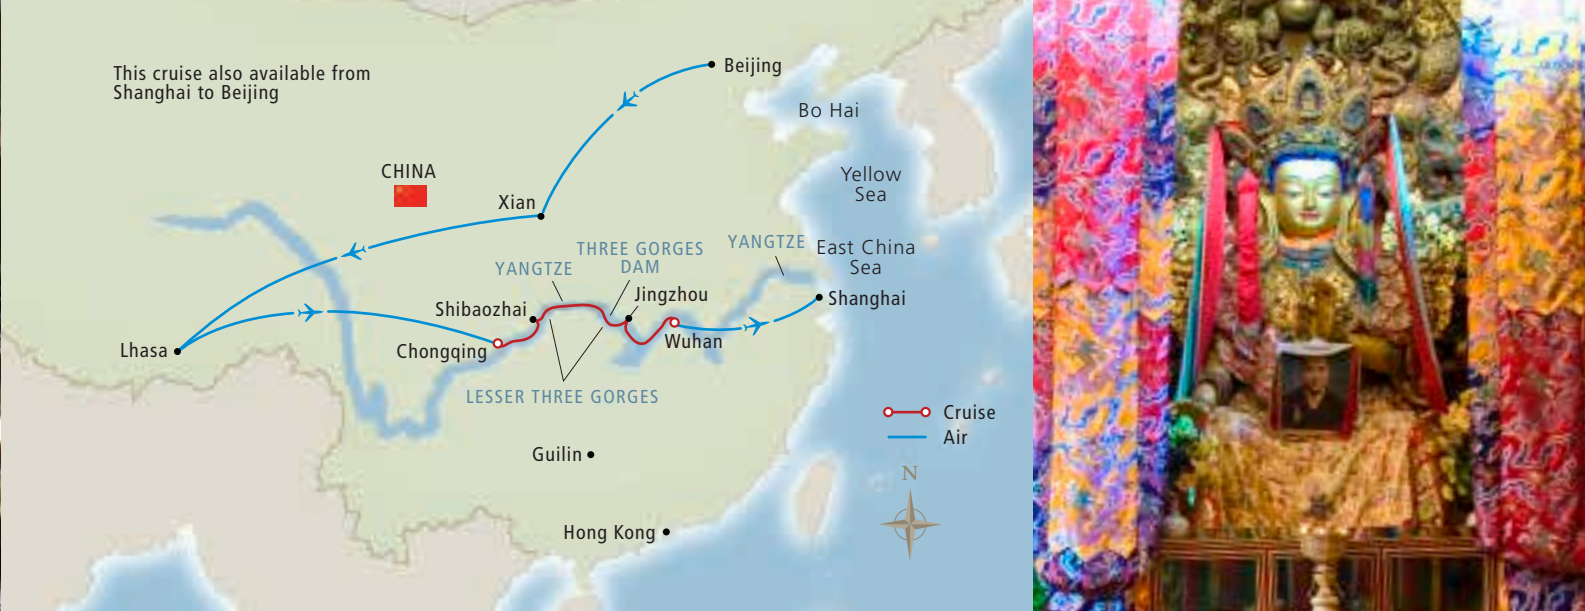 This cruise also available from
Shanghai to Beijing
Beijing
Bo Hai
CHINA
Yellow
Sea
Xian
THREE GORGES
DAM
YANGTZE
YANGTZE
East China
Sea
Shibaozhai
Jingzhou
Shanghai
Lhasa
Chongqing
Wuhan
LESSER THREE GORGES
Cruise
Air
Guilin
N
Hong Kong